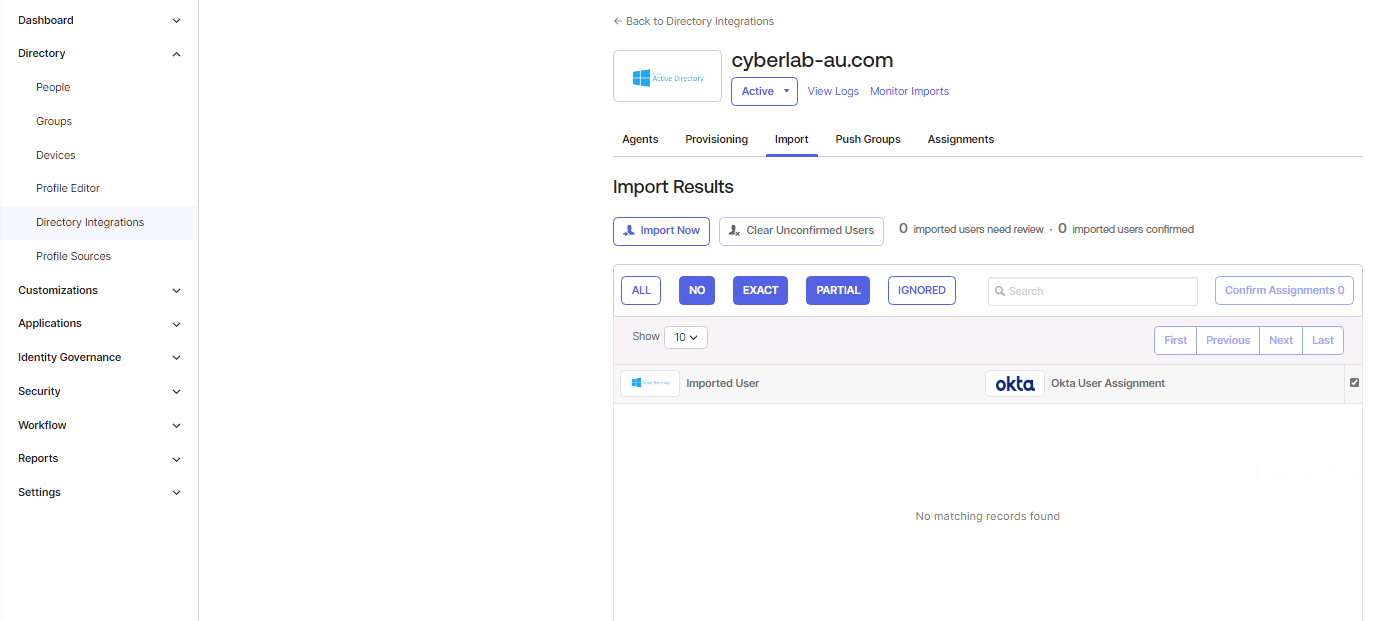 Dashboard
Directory
People
Groups
Devices
Profile Editor
Directory Integrations
Profile Sources
Customizations
Applications
Identity Governance
Security
Workflow
Reports
Settings
← Back to Directory Integrations
Active Directory
cyberlab-au.com
Active View Logs Monitor Imports
Agents Provisioning Import Push Groups Assignments
Import Results
Import Now Clear Unconfirmed Users 0 imported users need review · 0 imported users confirmed
ALL NO EXACT PARTIAL IGNORED Search Confirm Assignments 0
Show 10 First Previous Next Last
Imported User okta Okta User Assignment
No matching records found